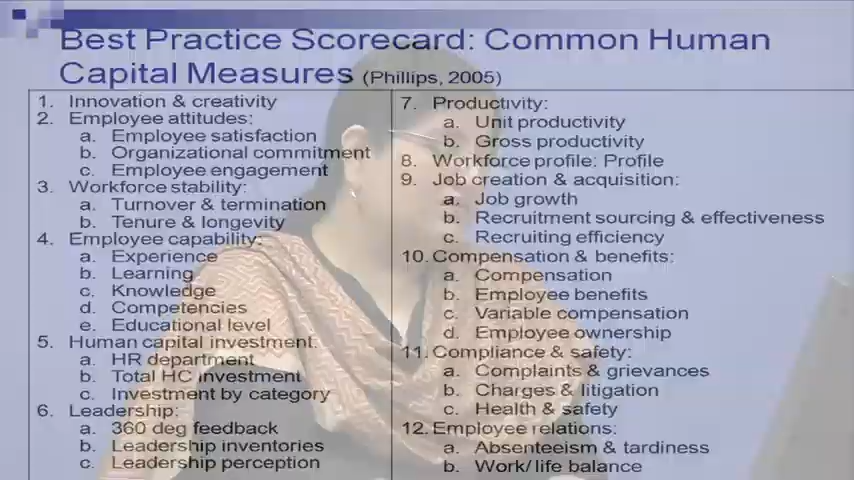 Best Practice Scorecard: Common Human
Capital Measures (Phillips, 2005)
1. Innovation & creativity
2. Employee attitudes:
a. Employee satisfaction
b. Organizational commitment
c. Employee engagement
3. Workforce stability:
a. Turnover & termination
b. Tenure & longevity
4. Employee capability:
a. Experience
b. Learning
c. Knowledge
d. Competencies
e. Educational level
5. Human capital investment:
a. HR department
b. Total HC investment
c. Investment by category
6. Leadership:
a. 360 deg feedback
b. Leadership inventories
c. Leadership perception
7. Productivity:
a. Unit productivity
b. Gross productivity
8. Workforce profile: Profile
9. Job creation & acquisition:
a. Job growth
b. Recruitment sourcing & effectiveness
c. Recruiting efficiency
10. Compensation & benefits:
a. Compensation
b. Employee benefits
c. Variable compensation
d. Employee ownership
11. Compliance & safety:
a. Complaints & grievances
b. Charges & litigation
c. Health & safety
12. Employee relations:
a. Absenteeism & tardiness
b. Work/life balance